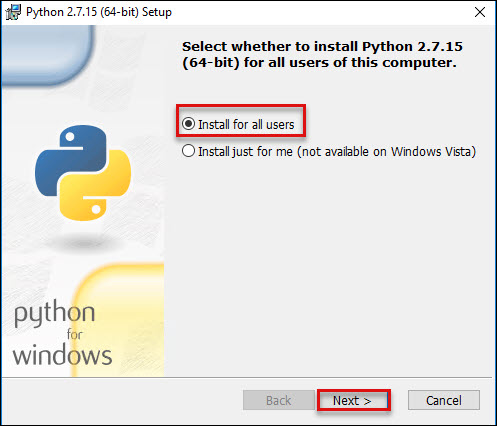 Python 2.7.15 (64-bit) Setup
Select whether to install Python 2.7.15
(64-bit) for all users of this computer.
Install for all users
Install just for me (not available on Windows Vista)
python
for
windows
Back
Next >
Cancel